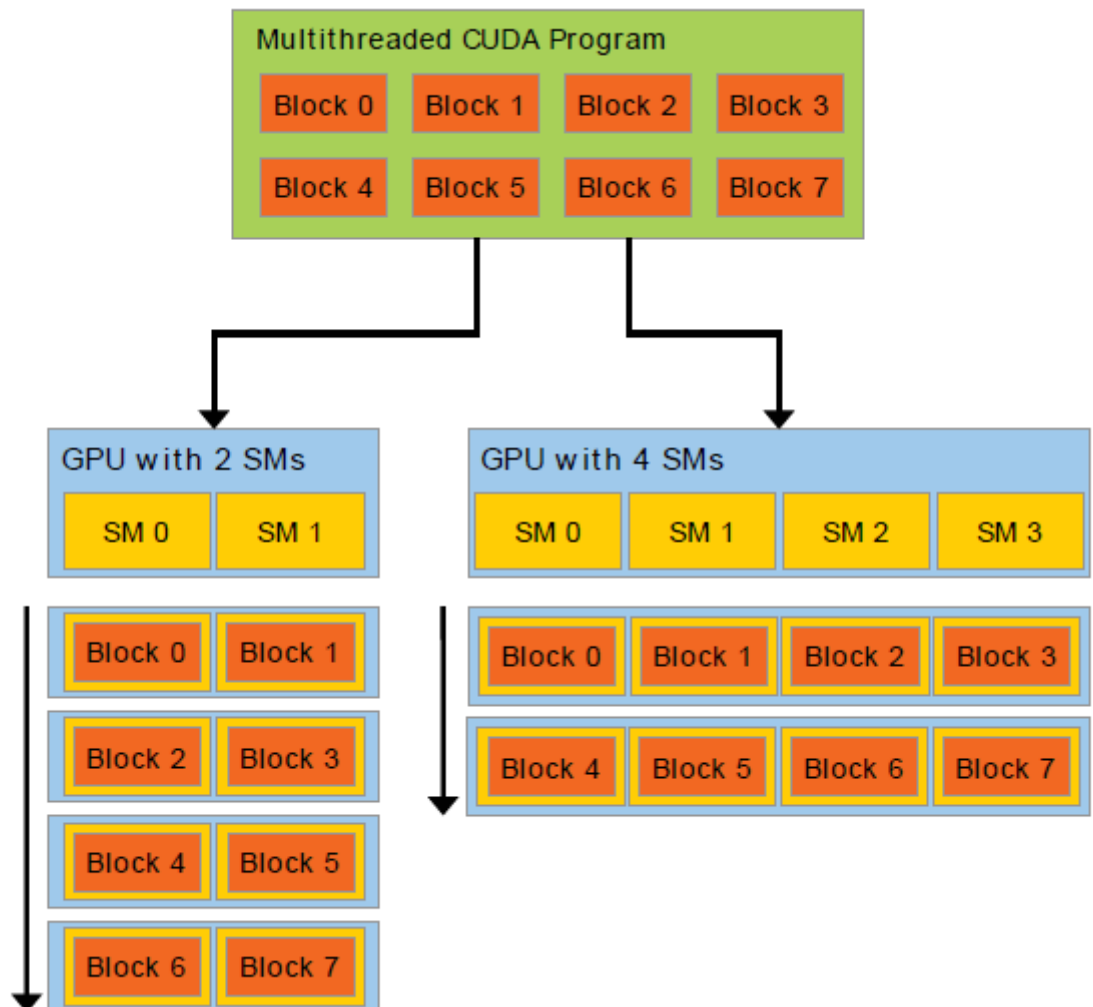 Multithreaded CUDA Program
Block 0 Block 1 Block 2 Block 3
Block 4 Block 5 Block 6 Block 7
GPU with 2 SMs
SM 0 SM 1
Block 0 Block 1
Block 2 Block 3
Block 4 Block 5
Block 6 Block 7
GPU with 4 SMs
SM 0 SM 1 SM 2 SM 3
Block 0 Block 1 Block 2 Block 3
Block 4 Block 5 Block 6 Block 7